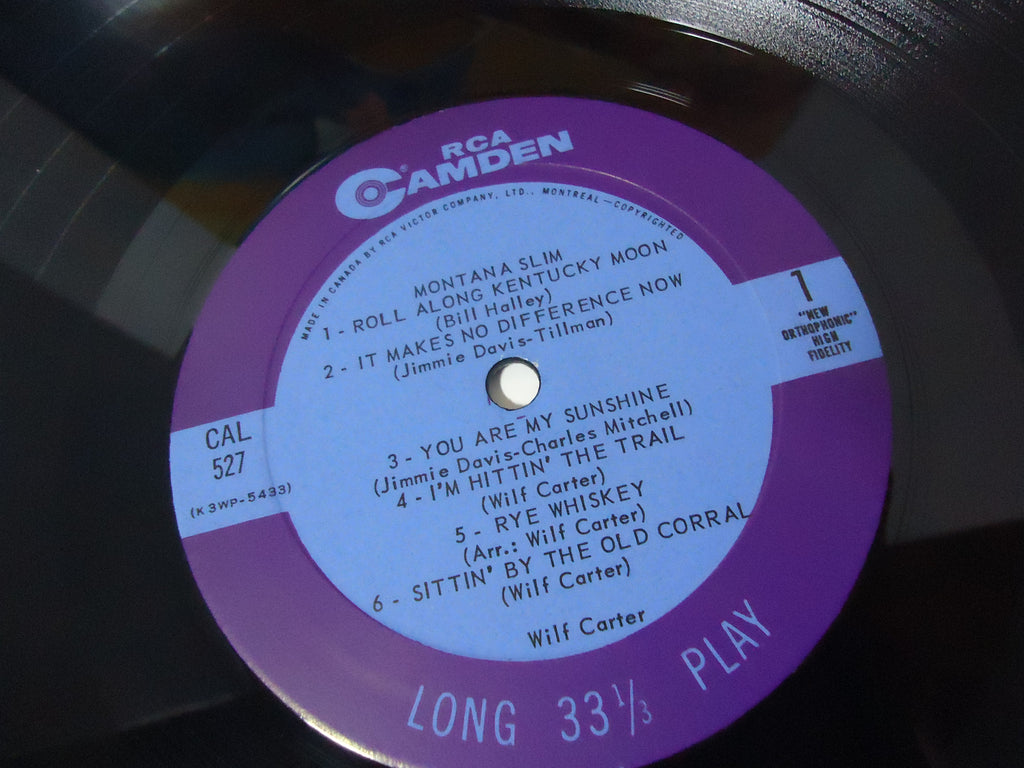 RCA
CAMDEN
MADE IN CANADA BY RCA VICTOR COMPANY, LTD., MONTREAL—COPYRIGHTED
MONTANA SLIM
1 - ROLL ALONG KENTUCKY MOON
(Bill Halley)
2 - IT MAKES NO DIFFERENCE NOW
(Jimmie Davis-Tillman)
1
"NEW
ORTHOPHONIC"
HIGH
FIDELITY
CAL
527
(K3WP-5433)
3 - YOU ARE MY SUNSHINE
(Jimmie Davis-Charles Mitchell)
4 - I'M HITTIN' THE TRAIL
(Wilf Carter)
5 - RYE WHISKEY
(Arr.: Wilf Carter)
6 - SITTIN' BY THE OLD CORRAL
(Wilf Carter)
Wilf Carter
LONG 33 1/3 PLAY